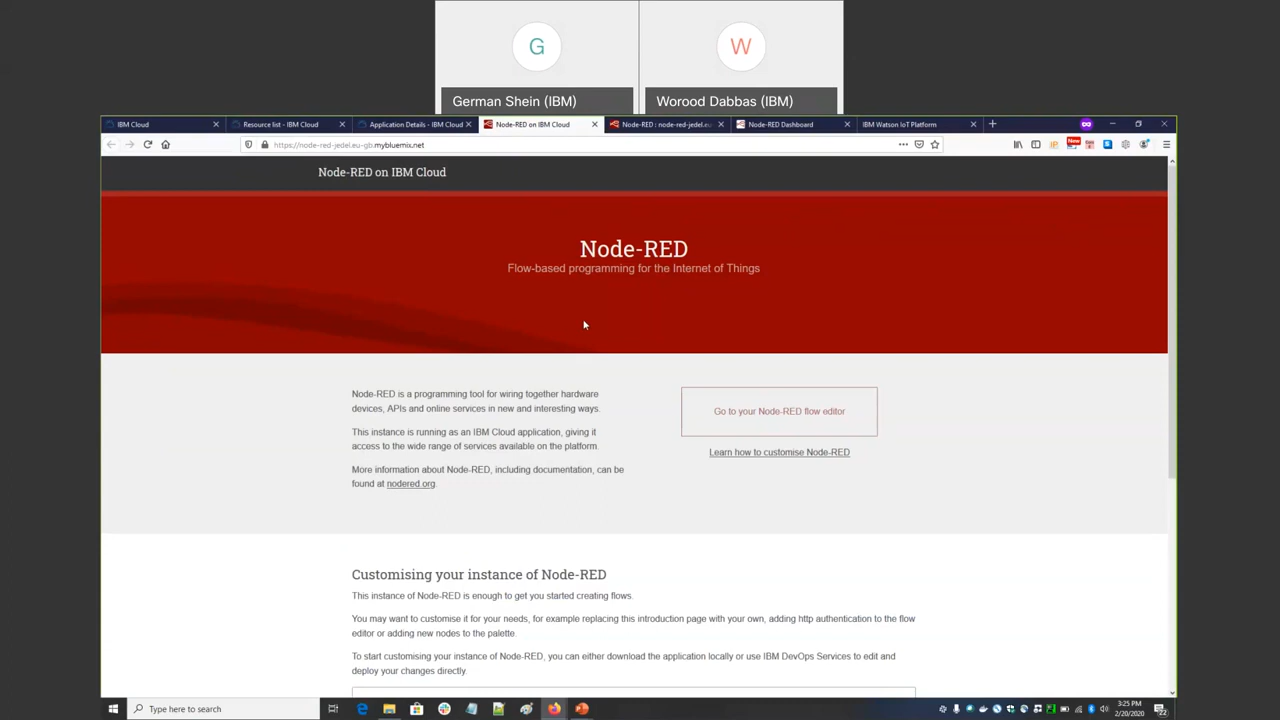 G
W
German Shein (IBM)
Worood Dabbas (IBM)
IBM Cloud
Resource list - IBM Cloud
Application Details - IBM Cloud
Node-RED on IBM Cloud
Node-RED : node-red-jedel.eu-
Node-RED Dashboard
IBM Watson IoT Platform
https://node-red-jedel.eu-gb.mybluemix.net
Node-RED on IBM Cloud
Node-RED
Flow-based programming for the Internet of Things
Node-RED is a programming tool for wiring together hardware
devices, APIs and online services in new and interesting ways.
This instance is running as an IBM Cloud application, giving it
access to the wide range of services available on the platform.
More information about Node-RED, including documentation, can be
found at nodered.org.
Go to your Node-RED flow editor
Learn how to customise Node-RED
Customising your instance of Node-RED
This instance of Node-RED is enough to get you started creating flows.
You may want to customise it for your needs, for example replacing this introduction page with your own, adding http authentication to the flow
editor or adding new nodes to the palette.
To start customising your instance of Node-RED, you can either download the application locally or use IBM DevOps Services to edit and
deploy your changes directly.
Type here to search
3:25 PM
2/20/2020